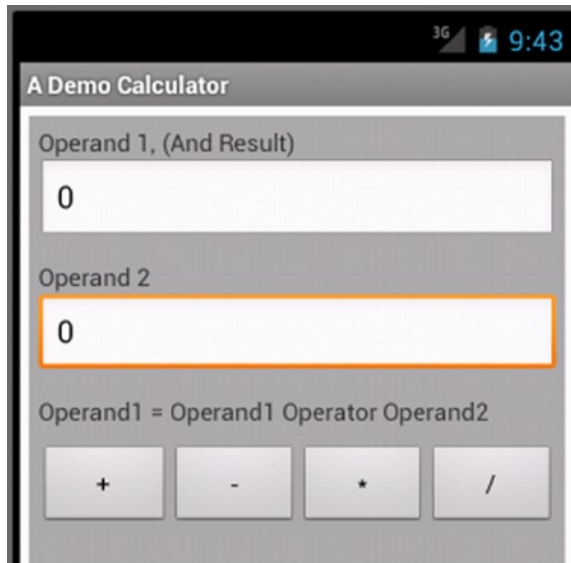 3G 9:43
A Demo Calculator
Operand 1, (And Result)
0
Operand 2
0
Operand1 = Operand1 Operator Operand2
+ - * /